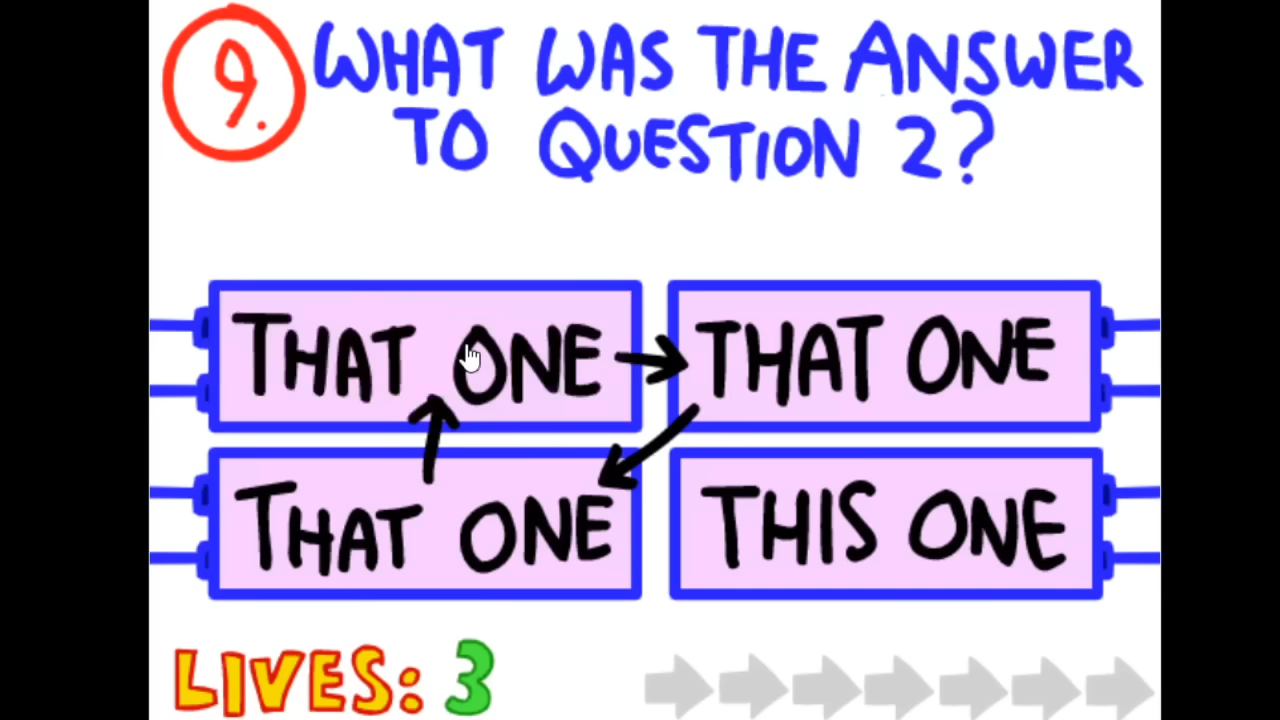 9. WHAT WAS THE ANSWER
TO QUESTION 2?
THAT ONE THAT ONE
THAT ONE THIS ONE
LIVES: 3